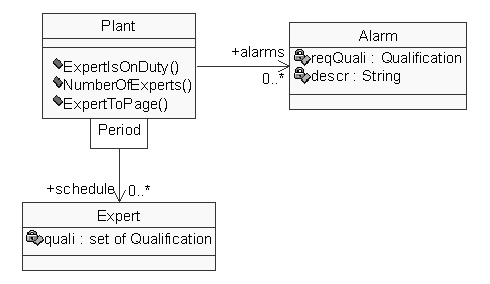 Plant
ExpertIsOnDuty()
NumberOfExperts()
ExpertToPage()
Period
+alarms
0..*
Alarm
reqQuali : Qualification
descr : String
+schedule
0..*
Expert
quali : set of Qualification